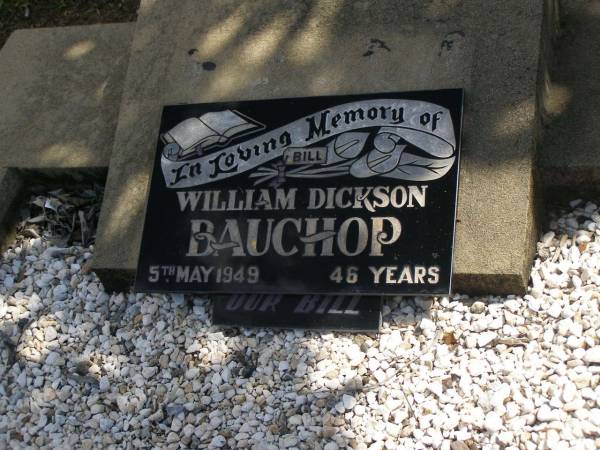 In Loving Memory of
BILL
WILLIAM DICKSON
BAUCHOP
5TH MAY 1949 46 YEARS
OUR BILL